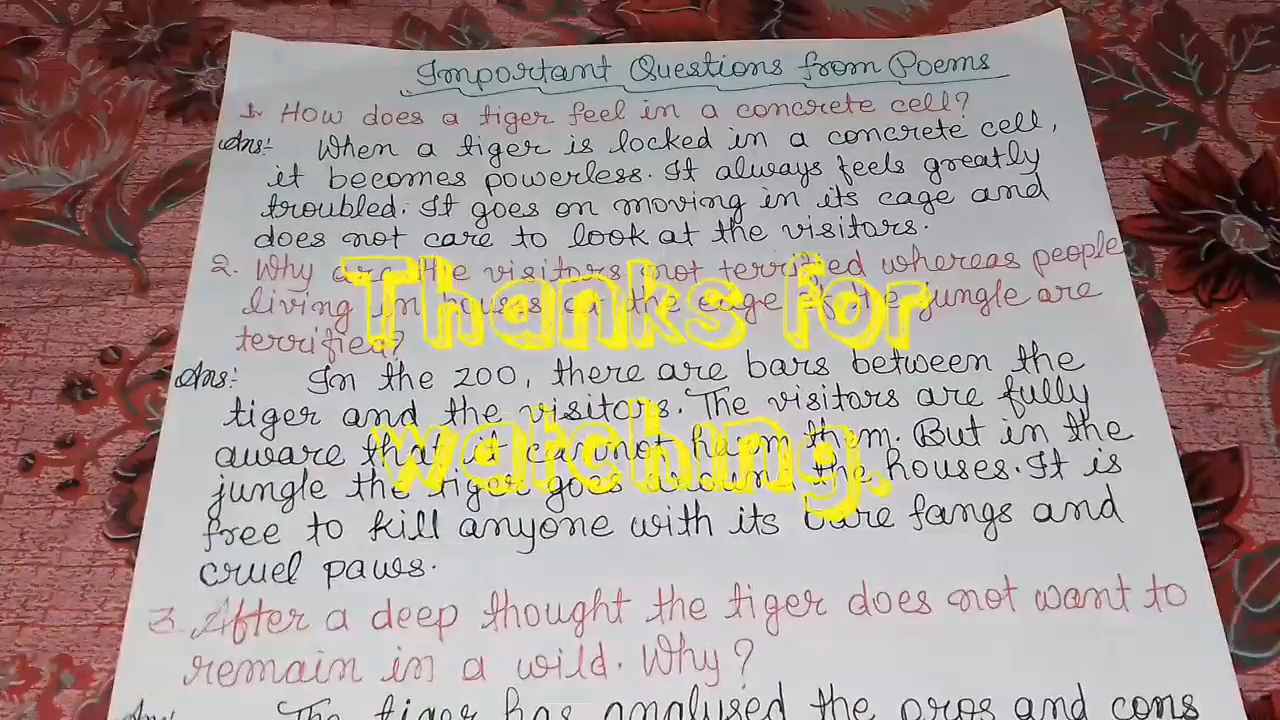 Important Questions from Poems
1. How does a tiger feel in a concrete cell?
Ans:- When a tiger is locked in a concrete cell,
it becomes powerless. It always feels greatly
troubled. It goes on moving in its cage and
does not care to look at the visitors.
2. Why are the visitors not terrified whereas people
living in houses at the edge of the jungle are
terrified?
Ans:- In the zoo, there are bars between the
tiger and the visitors. The visitors are fully
aware that it cannot harm them. But in the
jungle the tiger goes the houses. It is
free to kill anyone with its bare fangs and
cruel paws.
3. After a deep thought the tiger does not want to
remain in a wild. Why?
Ans: The tiger has analysed the pros and cons
Thanks for
watching.